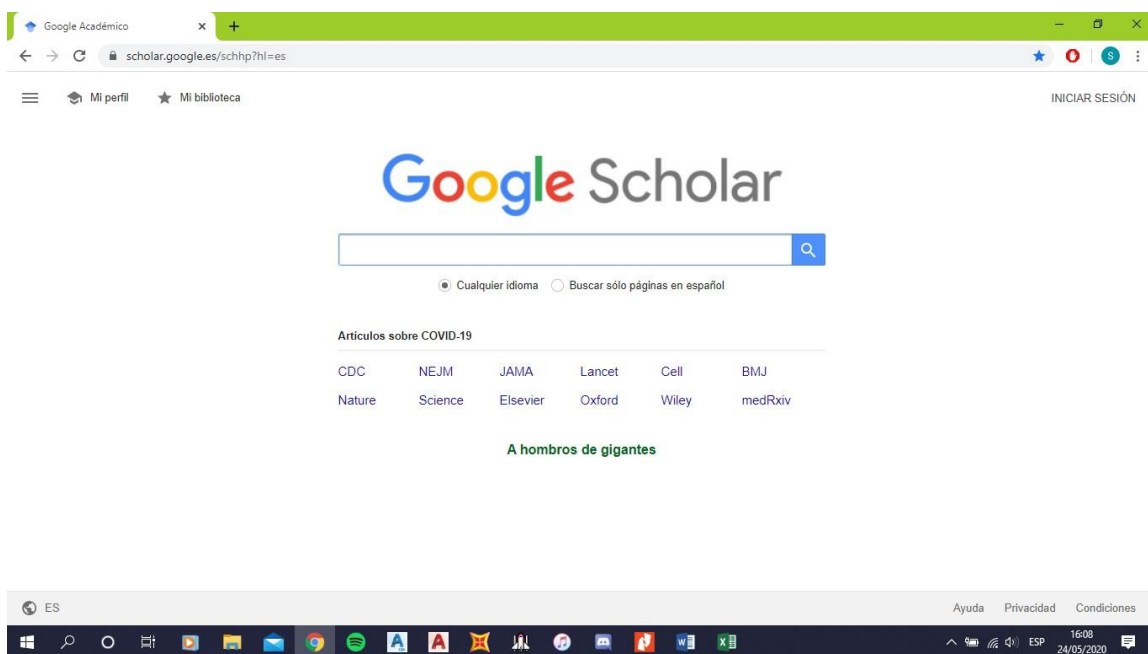 Google Académico
scholar.google.es/schhp?hl=es
S
Mi perfil Mi biblioteca INICIAR SESIÓN
Google Scholar
Cualquier idioma Buscar sólo páginas en español
Artículos sobre COVID-19
CDC NEJM JAMA Lancet Cell BMJ
Nature Science Elsevier Oxford Wiley medRxiv
A hombros de gigantes
ES Ayuda Privacidad Condiciones
ESP 16:08
24/05/2020